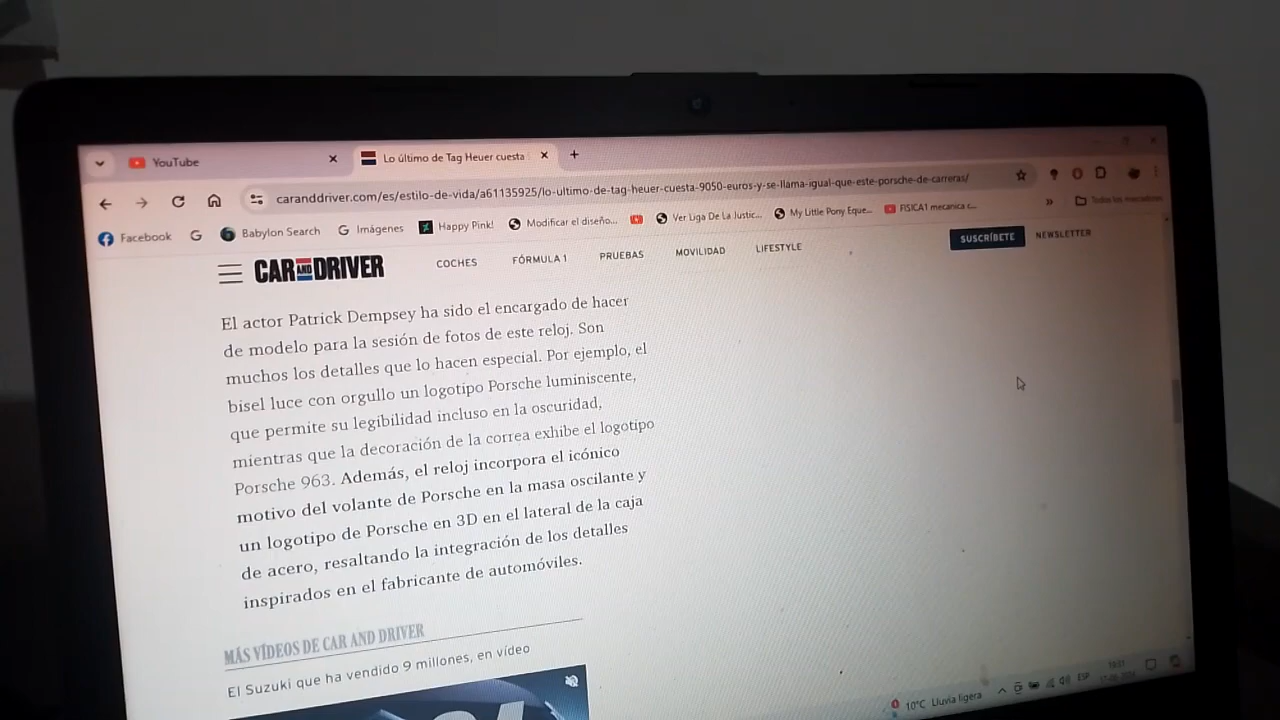 YouTube
Lo último de Tag Heuer cuesta
caranddriver.com/es/estilo-de-vida/a61135925/lo-ultimo-de-tag-heuer-cuesta-9050-euros-y-se-llama-igual-que-este-porsche-de-carreras/
Facebook
Babylon Search
Imágenes
Happy Pink!
Modificar el diseño...
Ver Liga De La Justic...
My Little Pony Eque...
FISICA1 mecanica c...
Todos los marcadores
CAR AND DRIVER
COCHES
FÓRMULA 1
PRUEBAS
MOVILIDAD
LIFESTYLE
SUSCRÍBETE
NEWSLETTER
El actor Patrick Dempsey ha sido el encargado de hacer
de modelo para la sesión de fotos de este reloj. Son
muchos los detalles que lo hacen especial. Por ejemplo, el
bisel luce con orgullo un logotipo Porsche luminiscente,
que permite su legibilidad incluso en la oscuridad,
mientras que la decoración de la correa exhibe el logotipo
Porsche 963. Además, el reloj incorpora el icónico
motivo del volante de Porsche en la masa oscilante y
un logotipo de Porsche en 3D en el lateral de la caja
de acero, resaltando la integración de los detalles
inspirados en el fabricante de automóviles.
MÁS VÍDEOS DE CAR AND DRIVER
El Suzuki que ha vendido 9 millones, en vídeo
10°C Lluvia ligera
ESP